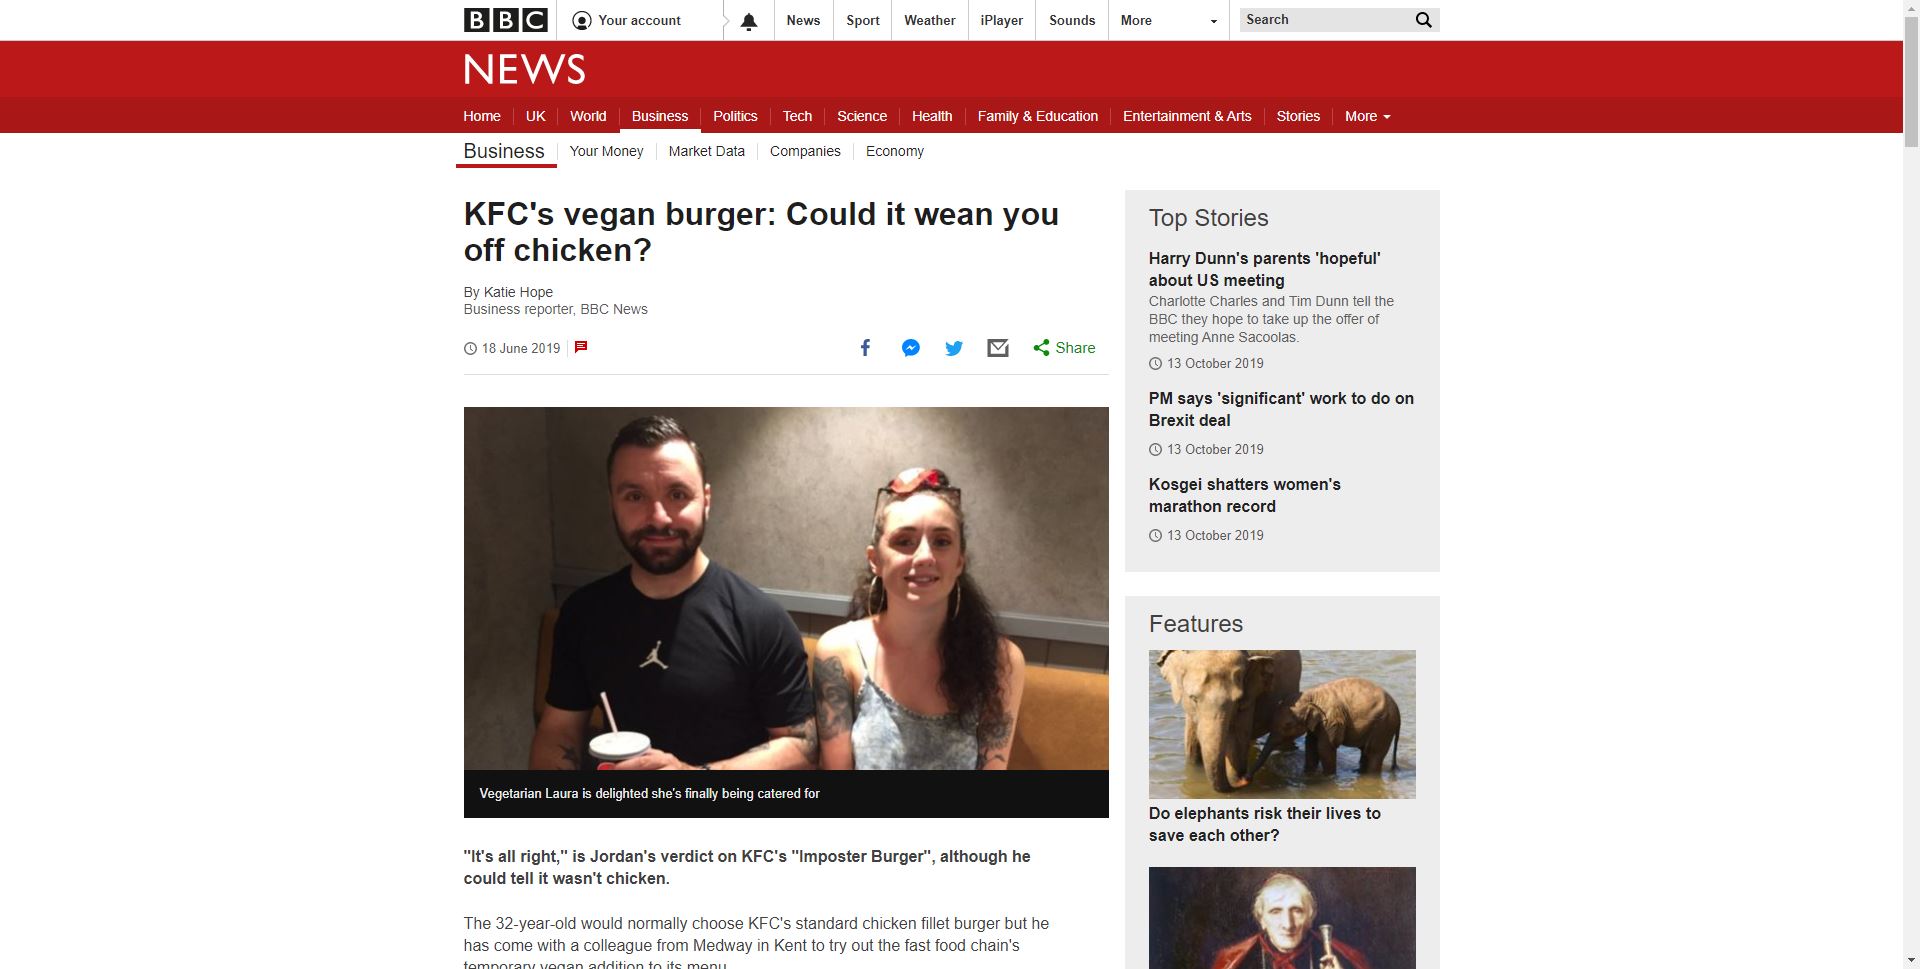 BBC
Your account
News
Sport
Weather
iPlayer
Sounds
More
Search
NEWS
Home
UK
World
Business
Politics
Tech
Science
Health
Family & Education
Entertainment & Arts
Stories
More
Business
Your Money
Market Data
Companies
Economy
KFC's vegan burger: Could it wean you
off chicken?
By Katie Hope
Business reporter, BBC News
18 June 2019
Share
Vegetarian Laura is delighted she's finally being catered for
"It's all right," is Jordan's verdict on KFC's "Imposter Burger", although he
could tell it wasn't chicken.
The 32-year-old would normally choose KFC's standard chicken fillet burger but he
has come with a colleague from Medway in Kent to try out the fast food chain's
temporary vegan addition to its menu.
Top Stories
Harry Dunn's parents 'hopeful'
about US meeting
Charlotte Charles and Tim Dunn tell the
BBC they hope to take up the offer of
meeting Anne Sacoolas.
13 October 2019
PM says 'significant' work to do on
Brexit deal
13 October 2019
Kosgei shatters women's
marathon record
13 October 2019
Features
Do elephants risk their lives to
save each other?